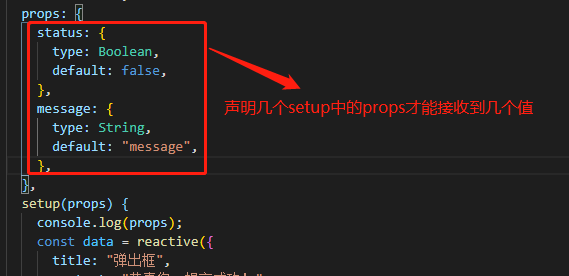 props: {
status: {
type: Boolean,
default: false,
},
message: {
type: String,
default: "message",
},
},
声明几个setup中的props才能接收到几个值
setup(props) {
console.log(props);
const data = reactive({
title: "弹出框",